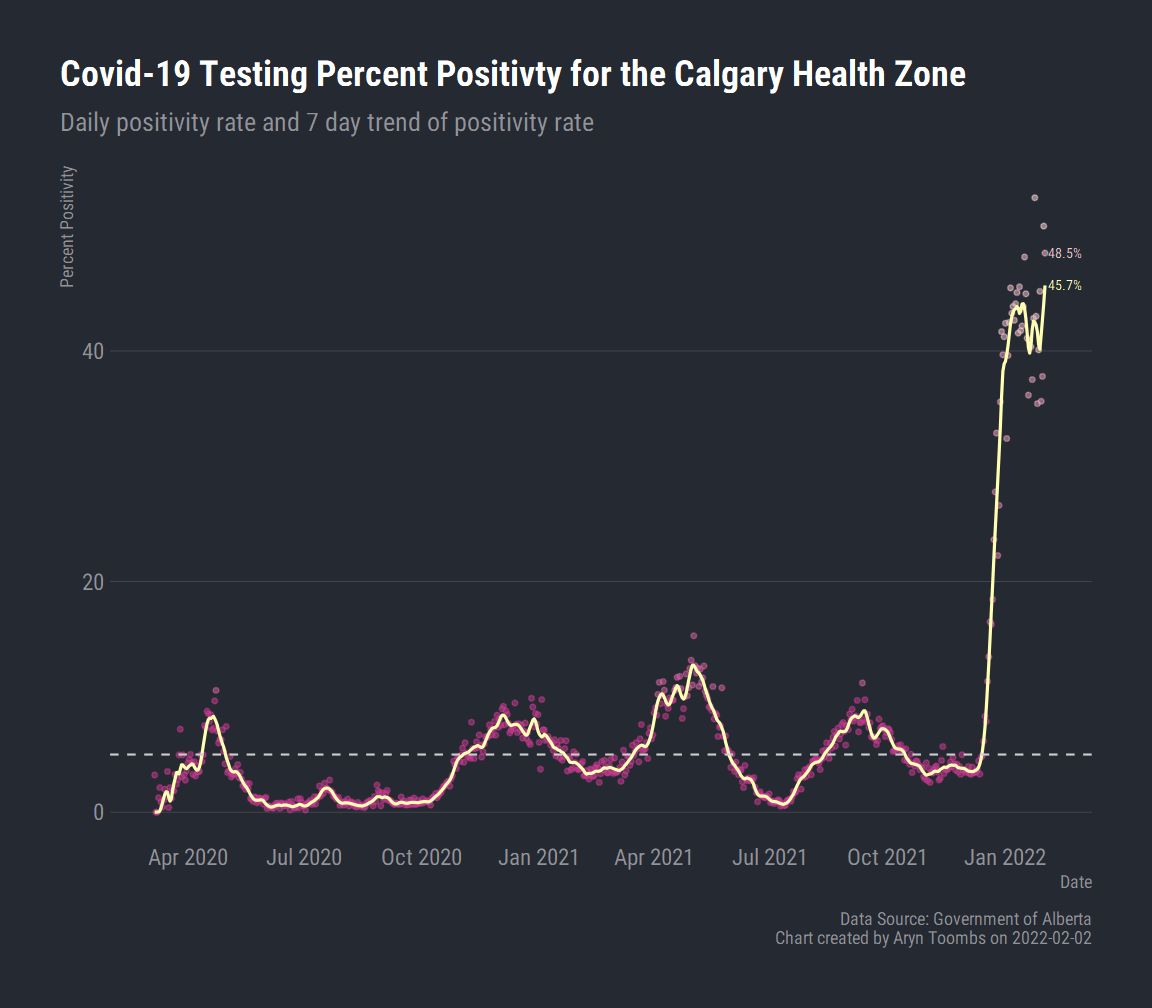 Covid-19 Testing Percent Positivty for the Calgary Health Zone
Daily positivity rate and 7 day trend of positivity rate
Percent Positivity
48.5%
45.7%
40
20
0
Apr 2020 Jul 2020 Oct 2020 Jan 2021 Apr 2021 Jul 2021 Oct 2021 Jan 2022
Date
Data Source: Government of Alberta
Chart created by Aryn Toombs on 2022-02-02